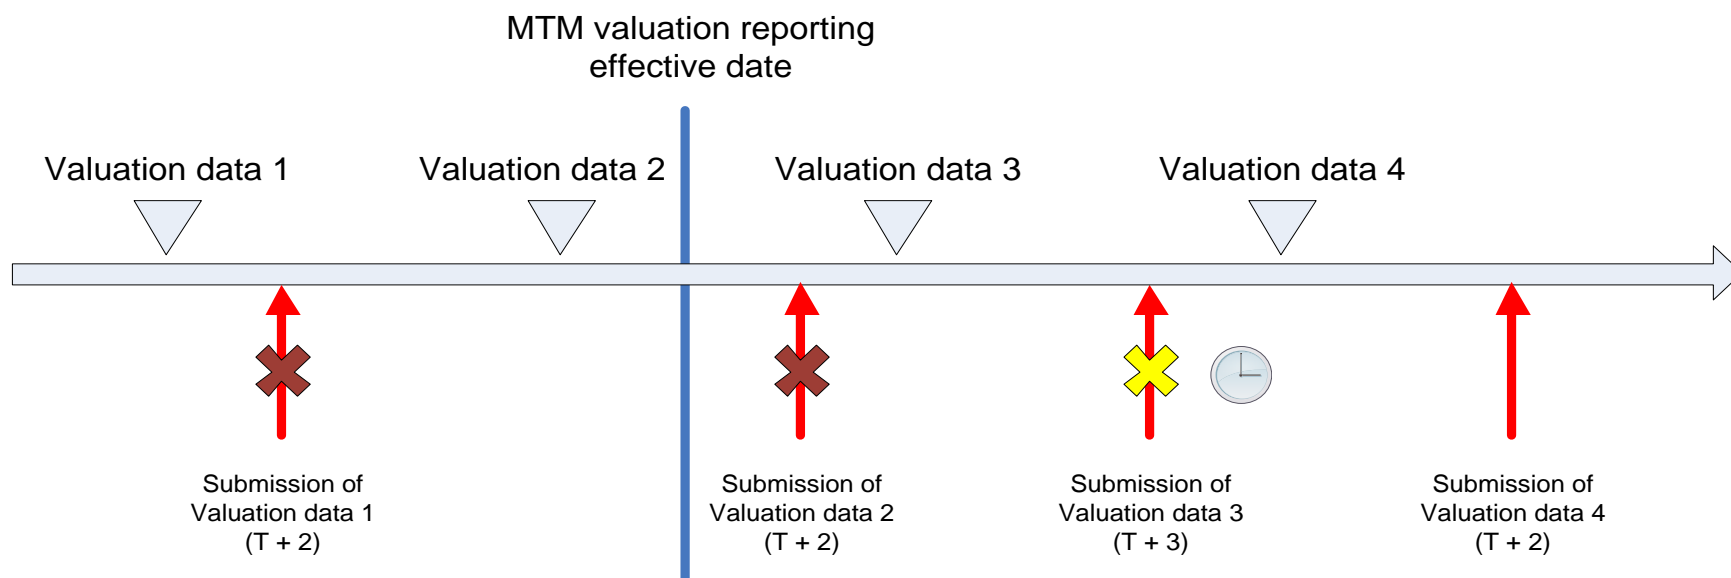 MTM valuation reporting
effective date
Valuation data 1
Valuation data 2
Valuation data 3
Valuation data 4
Submission of
Valuation data 1
(T + 2)
Submission of
Valuation data 2
(T + 2)
Submission of
Valuation data 3
(T + 3)
Submission of
Valuation data 4
(T + 2)